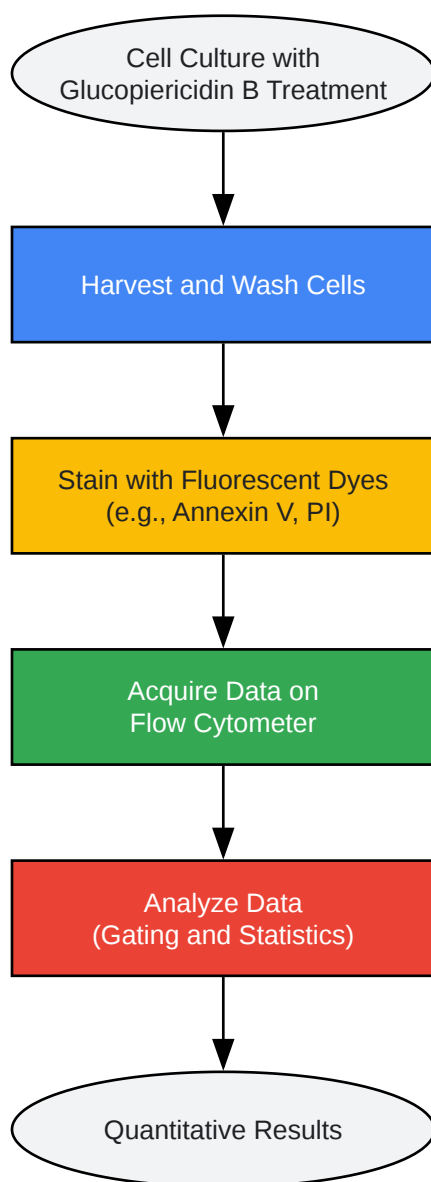 Cell Culture with
Glucopiericidin B Treatment
Harvest and Wash Cells
Stain with Fluorescent Dyes
(e.g., Annexin V, PI)
Acquire Data on
Flow Cytometer
Analyze Data
(Gating and Statistics)
Quantitative Results